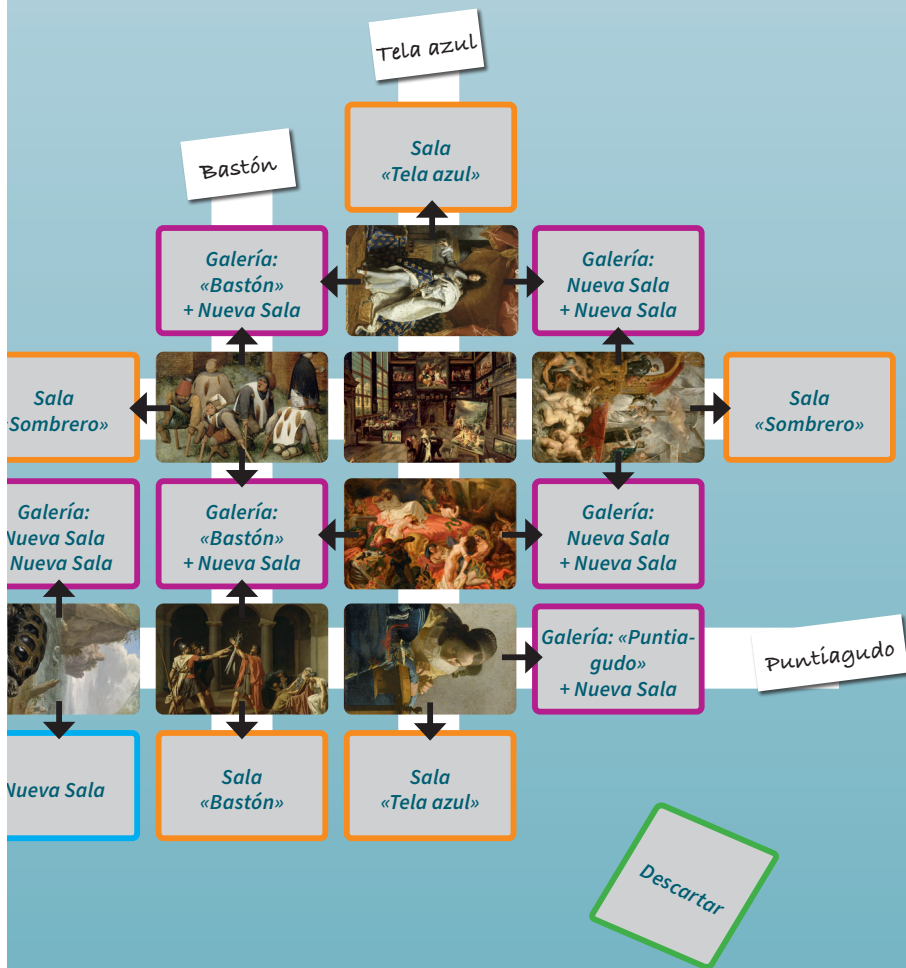 Tela azul
Sala
«Tela azul»
Bastón
Galería:
«Bastón»
+ Nueva Sala
Galería:
Nueva Sala
+ Nueva Sala
Sala
«Sombrero»
Sala
«Sombrero»
Galería:
Nueva Sala
Nueva Sala
Galería:
«Bastón»
+ Nueva Sala
Galería:
Nueva Sala
+ Nueva Sala
Galería: «Puntia-
gudo»
+ Nueva Sala
Puntiagudo
Nueva Sala
Sala
«Bastón»
Sala
«Tela azul»
Descartar